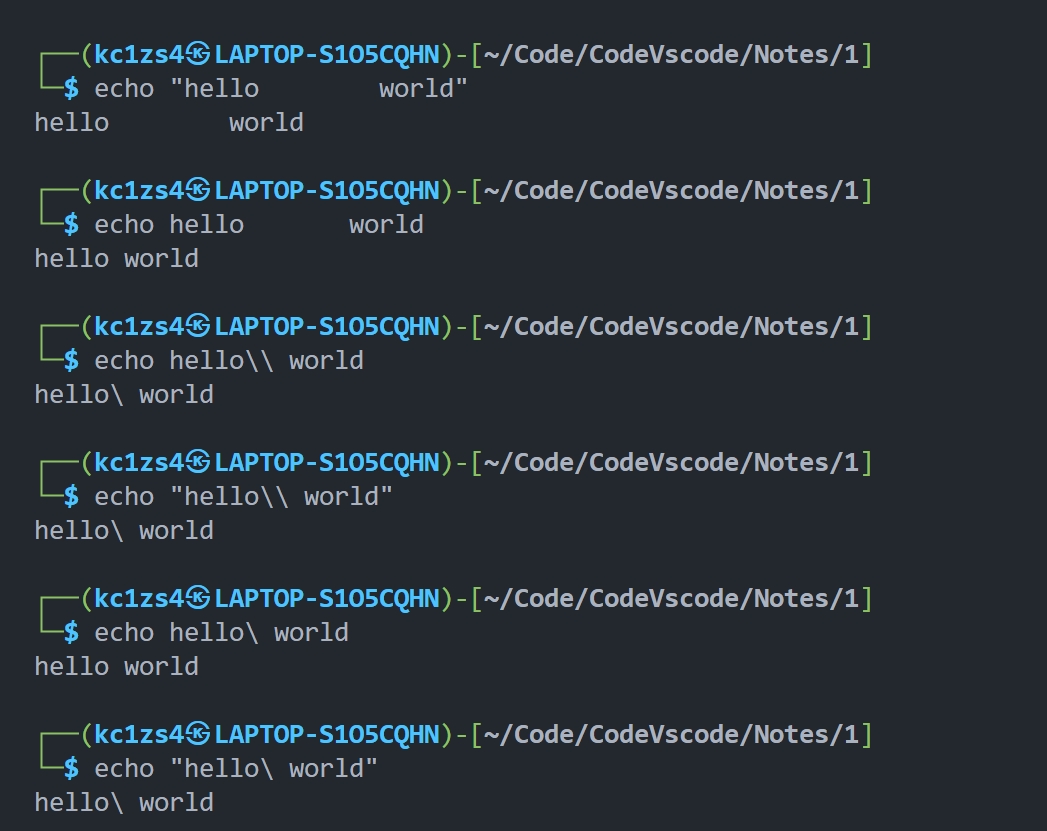 ┌──(kc1zs4㉿LAPTOP-S1O5CQHN)-[~/Code/CodeVscode/Notes/1]
└─$ echo "hello        world"
hello        world
┌──(kc1zs4㉿LAPTOP-S1O5CQHN)-[~/Code/CodeVscode/Notes/1]
└─$ echo hello       world
hello world
┌──(kc1zs4㉿LAPTOP-S1O5CQHN)-[~/Code/CodeVscode/Notes/1]
└─$ echo hello\\ world
hello\ world
┌──(kc1zs4㉿LAPTOP-S1O5CQHN)-[~/Code/CodeVscode/Notes/1]
└─$ echo "hello\\ world"
hello\ world
┌──(kc1zs4㉿LAPTOP-S1O5CQHN)-[~/Code/CodeVscode/Notes/1]
└─$ echo hello\ world
hello world
┌──(kc1zs4㉿LAPTOP-S1O5CQHN)-[~/Code/CodeVscode/Notes/1]
└─$ echo "hello\ world"
hello\ world